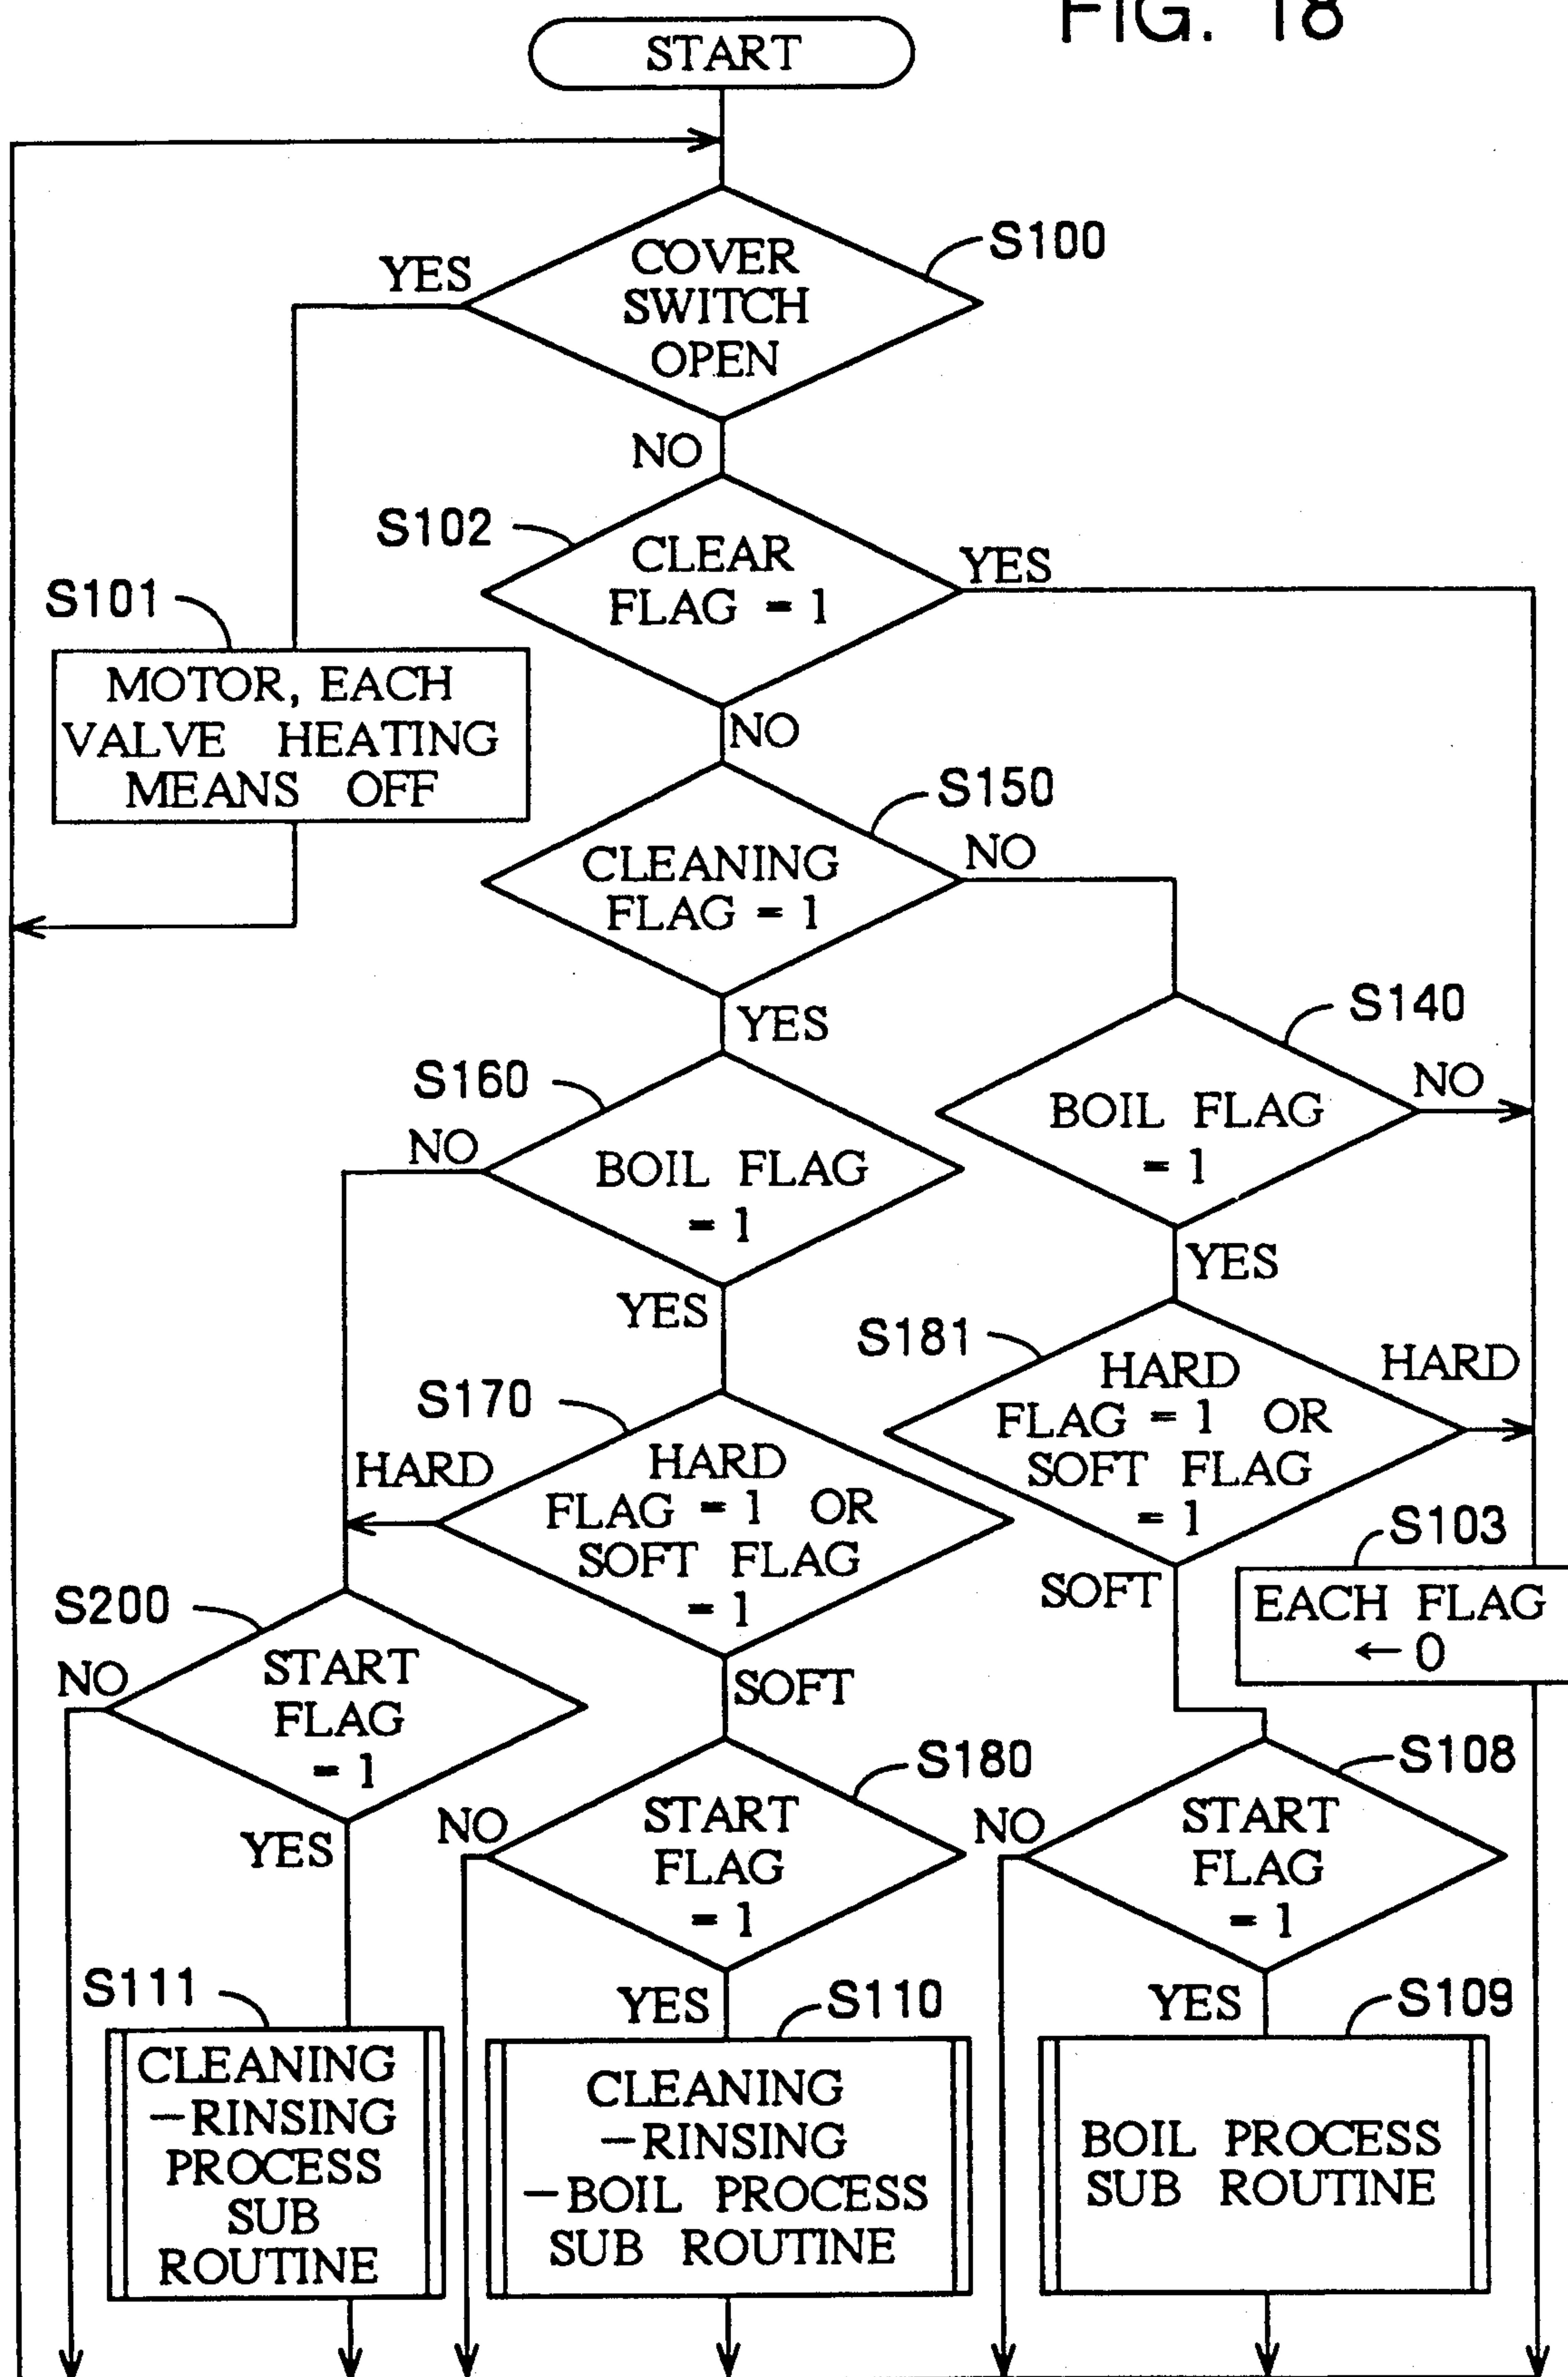 FIG. 18
START
S100
COVER
SWITCH
OPEN
YES
NO
S102
CLEAR
FLAG = 1
YES
NO
S101
MOTOR, EACH
VALVE HEATING
MEANS OFF
S150
CLEANING
FLAG = 1
NO
YES
S140
BOIL FLAG
= 1
NO
YES
S160
BOIL FLAG
= 1
NO
YES
S181
HARD
FLAG = 1 OR
SOFT FLAG
= 1
HARD
SOFT
S170
HARD
FLAG = 1 OR
SOFT FLAG
= 1
HARD
SOFT
S103
EACH FLAG
← 0
S200
START
FLAG
= 1
NO
YES
S180
START
FLAG
= 1
NO
YES
S108
START
FLAG
= 1
NO
YES
S111
CLEANING
—RINSING
PROCESS
SUB
ROUTINE
S110
CLEANING
—RINSING
—BOIL PROCESS
SUB ROUTINE
S109
BOIL PROCESS
SUB ROUTINE